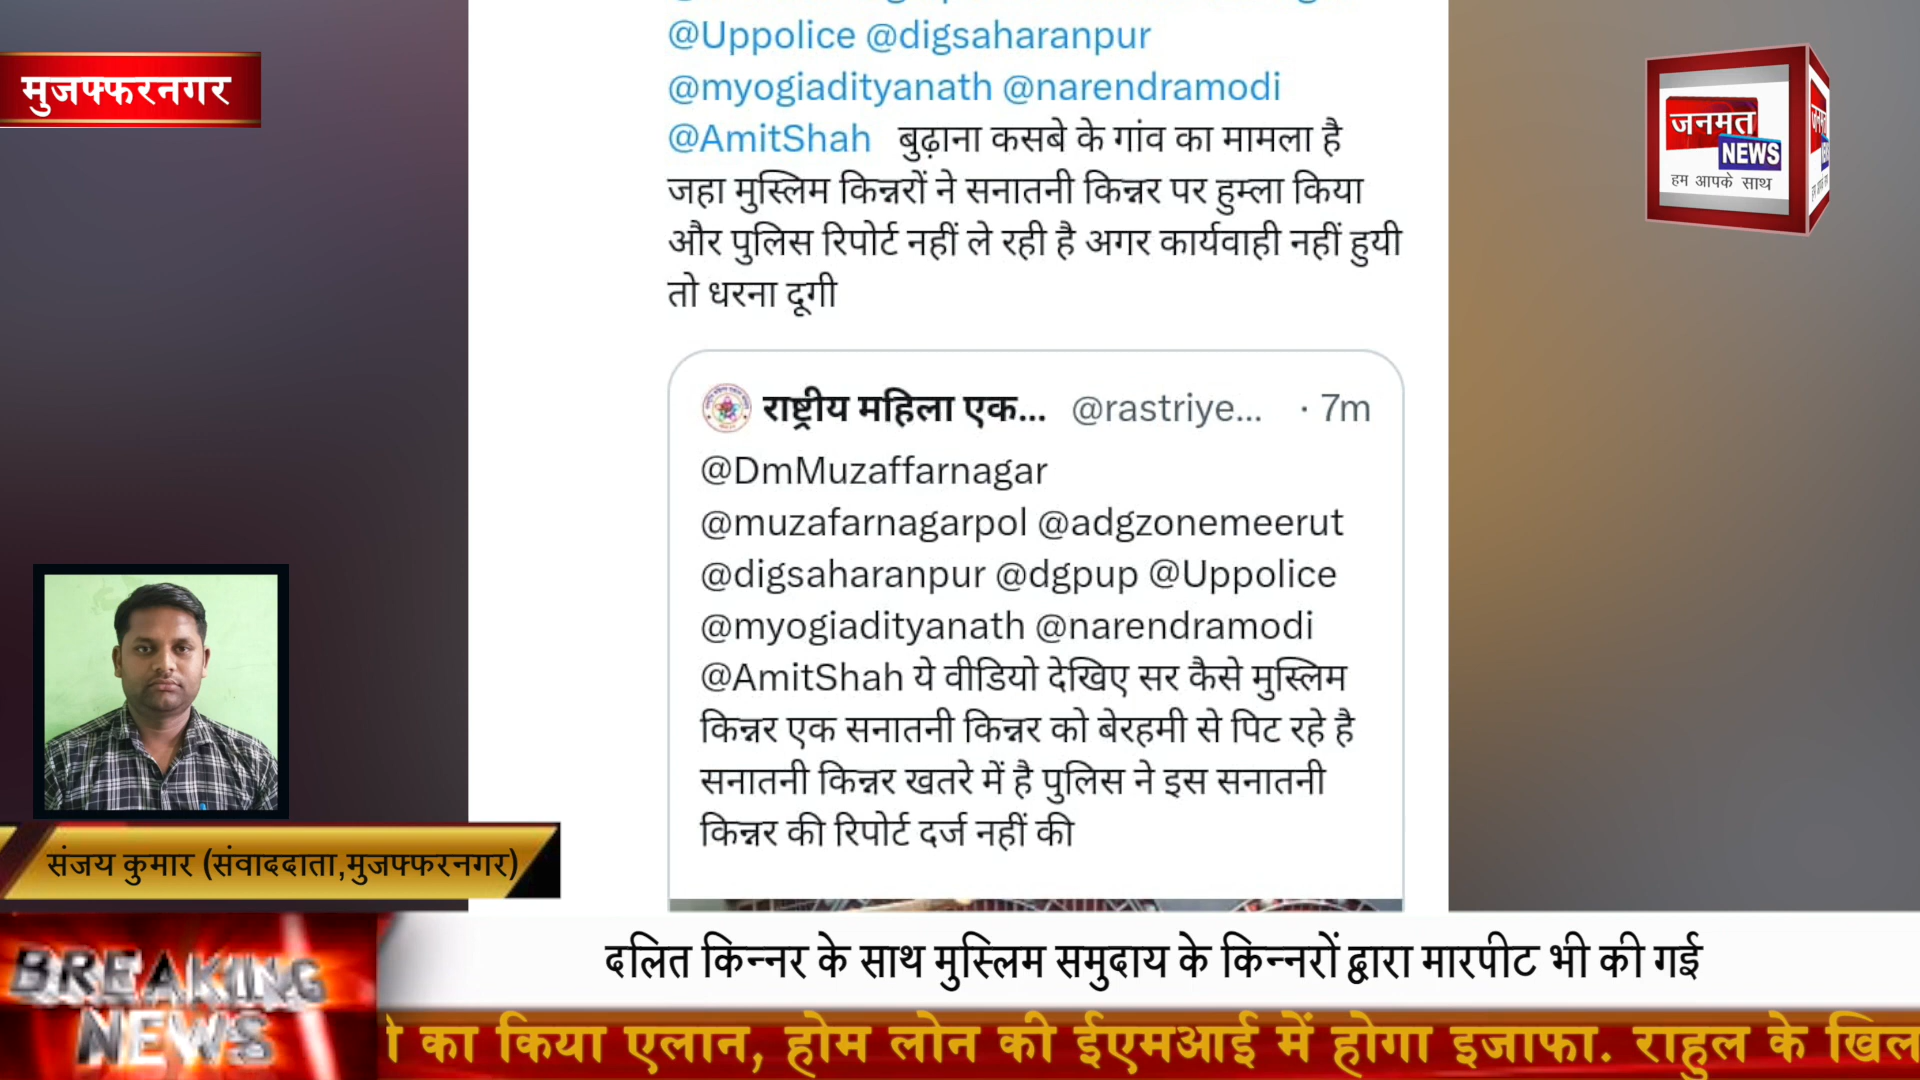 @Uppolice @digsaharanpur
@myogiadityanath @narendramodi
@AmitShah बुढ़ाना कसबे के गांव का मामला है
जहा मुस्लिम किन्नरों ने सनातनी किन्नर पर हुम्ला किया
और पुलिस रिपोर्ट नहीं ले रही है अगर कार्यवाही नहीं हुयी
तो धरना दूगी
मुजफ्फरनगर
जनमत
NEWS
हम आपके साथ
राष्ट्रीय महिला एक... @rastriye... · 7m
@DmMuzaffarnagar
@muzafarnagarpol @adgzonemeerut
@digsaharanpur @dgpup @Uppolice
@myogiadityanath @narendramodi
@AmitShah ये वीडियो देखिए सर कैसे मुस्लिम
किन्नर एक सनातनी किन्नर को बेरहमी से पिट रहे है
सनातनी किन्नर खतरे में है पुलिस ने इस सनातनी
किन्नर की रिपोर्ट दर्ज नहीं की
संजय कुमार (संवाददाता,मुजफ्फरनगर)
BREAKING
NEWS
दलित किन्नर के साथ मुस्लिम समुदाय के किन्नरों द्वारा मारपीट भी की गई
का किया एलान, होम लोन की ईएमआई में होगा इजाफा. राहुल के